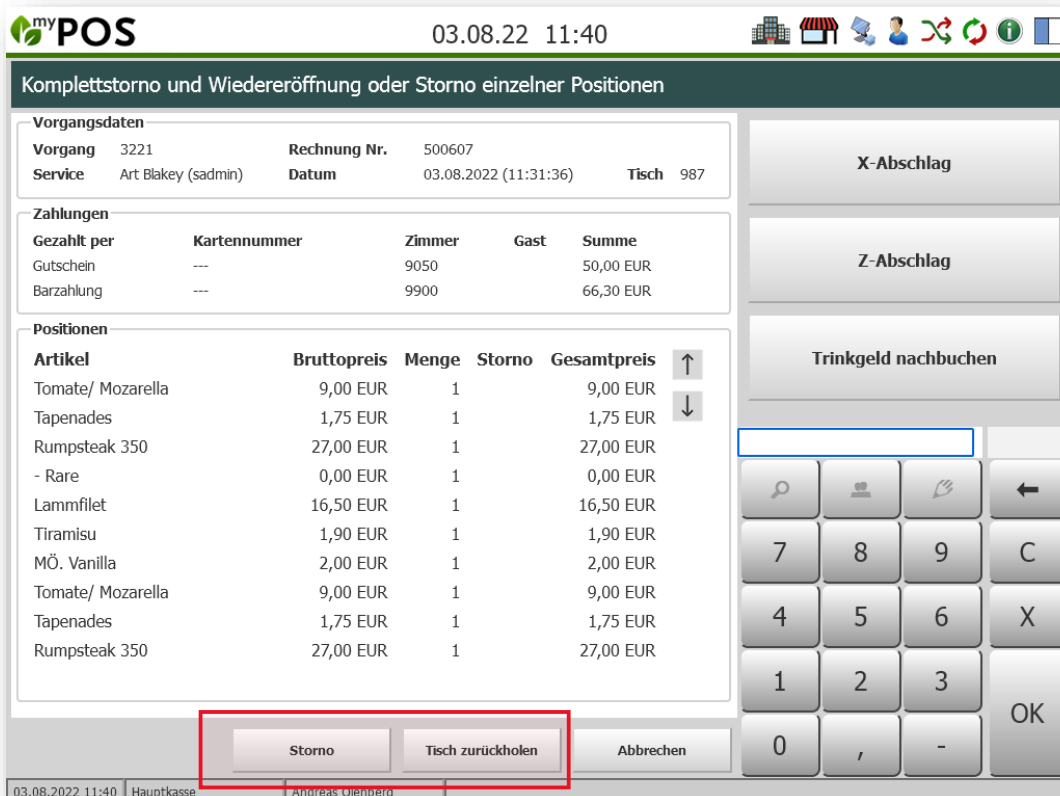 myPOS
03.08.22 11:40
Komplettstorno und Wiedereröffnung oder Storno einzelner Positionen
Vorgangsdaten
Vorgang 3221 Rechnung Nr. 500607
Service Art Blakey (sadmin) Datum 03.08.2022 (11:31:36) Tisch 987
Zahlungen
Gezahlt per Kartennummer Zimmer Gast Summe
Gutschein --- 9050 50,00 EUR
Barzahlung --- 9900 66,30 EUR
Positionen
Artikel Bruttopreis Menge Storno Gesamtpreis ↑
Tomate/ Mozarella 9,00 EUR 1 9,00 EUR
Tapenades 1,75 EUR 1 1,75 EUR ↓
Rumpsteak 350 27,00 EUR 1 27,00 EUR
- Rare 0,00 EUR 1 0,00 EUR
Lammfilet 16,50 EUR 1 16,50 EUR
Tiramisu 1,90 EUR 1 1,90 EUR
MÖ. Vanilla 2,00 EUR 1 2,00 EUR
Tomate/ Mozarella 9,00 EUR 1 9,00 EUR
Tapenades 1,75 EUR 1 1,75 EUR
Rumpsteak 350 27,00 EUR 1 27,00 EUR
Storno Tisch zurückholen Abbrechen
X-Abschlag
Z-Abschlag
Trinkgeld nachbuchen
7 8 9 C
4 5 6 X
1 2 3
OK
0 , -
03.08.2022 11:40 Hauptkasse Andreas Olenberg